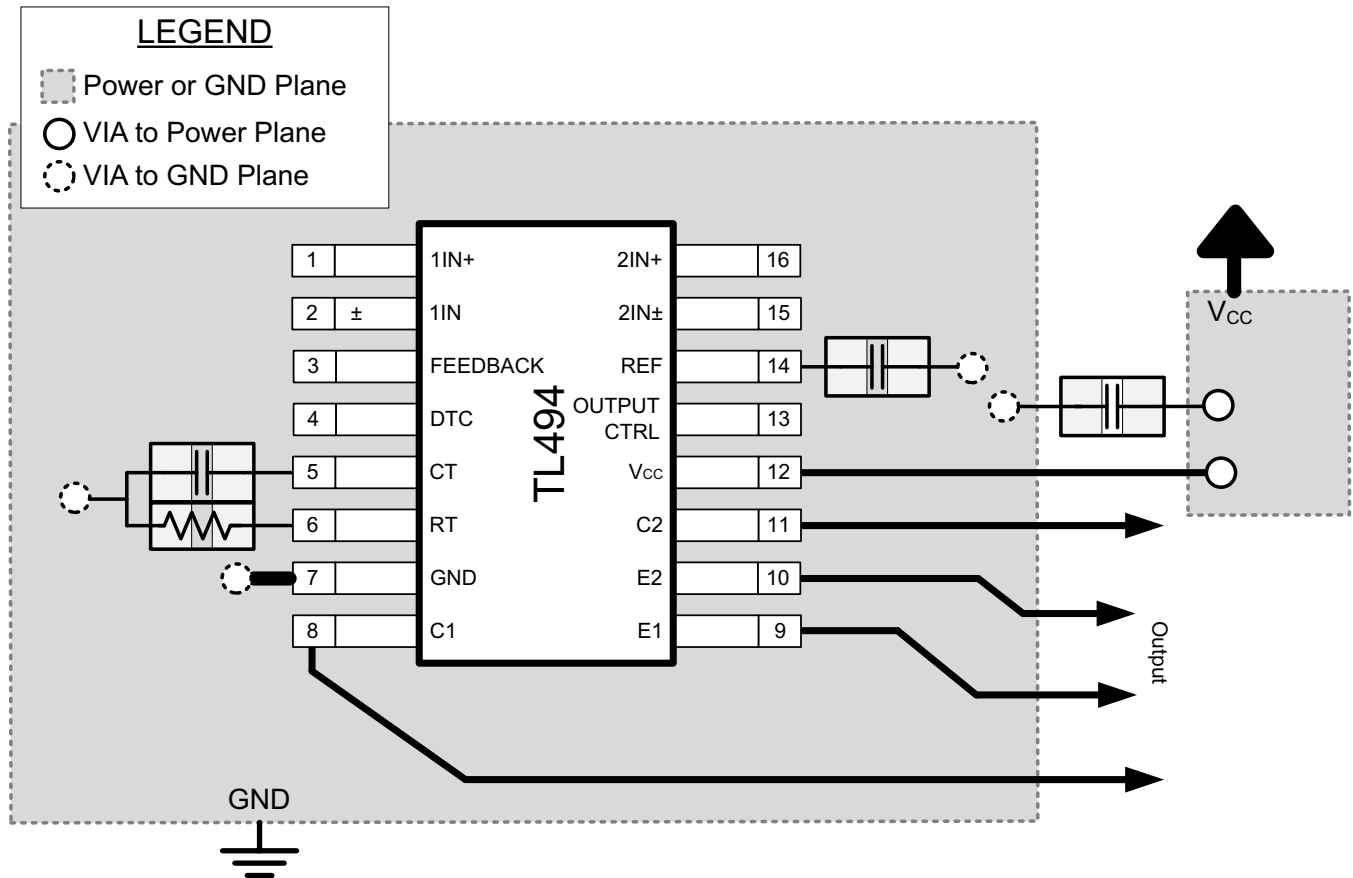 LEGEND
Power or GND Plane
VIA to Power Plane
VIA to GND Plane
1 1IN+
2 ± 1IN
3 FEEDBACK
4 DTC
5 CT
6 RT
7 GND
8 C1
TL494
2IN+ 16
2IN± 15
REF 14
OUTPUT
CTRL 13
VCC 12
C2 11
E2 10
E1 9
VCC
Output
GND